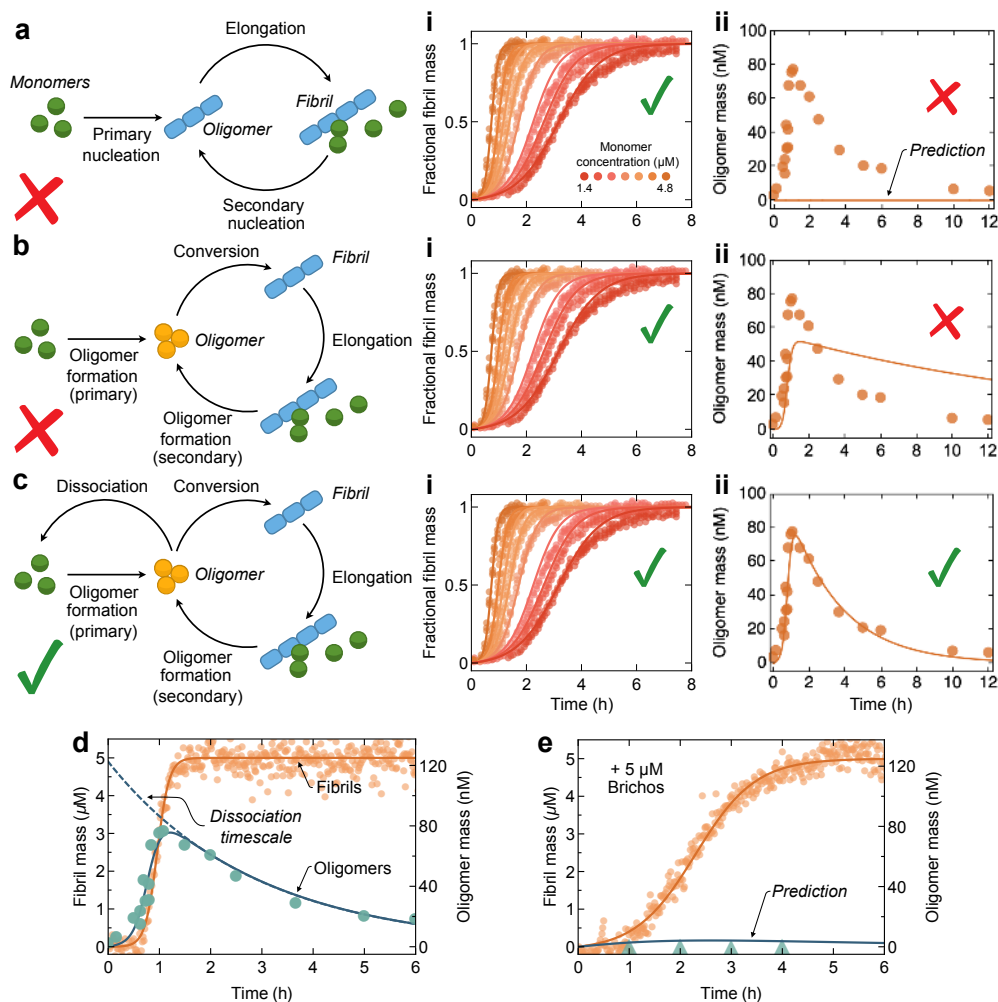 a
Monomers
Primary
nucleation
Elongation
Oligomer
Fibril
Secondary
nucleation
i
Fractional fibril mass
1
0.5
0
0 2 4 6 8
Monomer
concentration (µM)
1.4 4.8
ii
Oligomer mass (nM)
100
80
60
40
20
0
0 2 4 6 8 10 12
Prediction
b
Conversion
Fibril
Oligomer
Oligomer
formation
(primary)
Elongation
Oligomer
formation
(secondary)
i
Fractional fibril mass
1
0.5
0
0 2 4 6 8
ii
Oligomer mass (nM)
100
80
60
40
20
0
0 2 4 6 8 10 12
c
Dissociation
Conversion
Fibril
Oligomer
Oligomer
formation
(primary)
Elongation
Oligomer
formation
(secondary)
i
Fractional fibril mass
1
0.5
0
0 2 4 6 8
Time (h)
ii
Oligomer mass (nM)
100
80
60
40
20
0
0 2 4 6 8 10 12
Time (h)
d
Fibril mass (µM)
5
4
3
2
1
0
Fibrils
Dissociation
timescale
Oligomers
120
80
40
0
Oligomer mass (nM)
0 1 2 3 4 5 6
Time (h)
e
Fibril mass (µM)
5
4
3
2
1
0
+ 5 µM
Brichos
Prediction
120
80
40
0
Oligomer mass (nM)
0 1 2 3 4 5 6
Time (h)